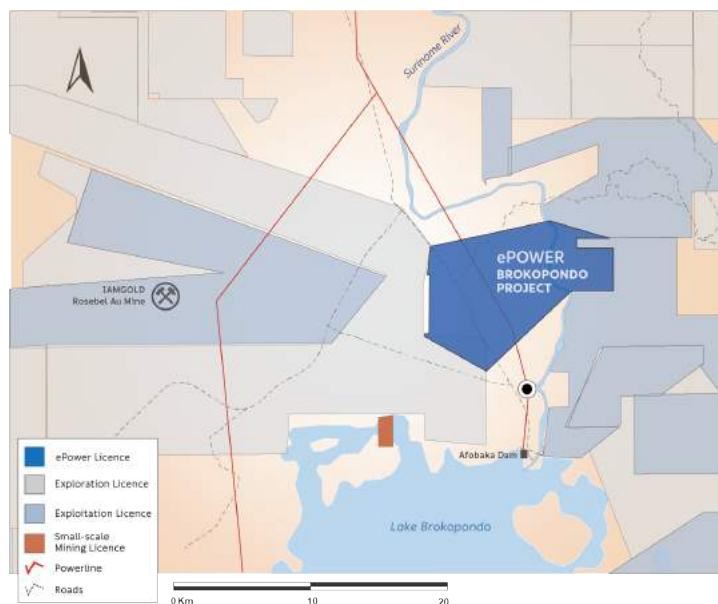 Suriname River
ePOWER
BROKOPONDO
PROJECT
IAMGOLD
Rosebel Au Mine
Afobaka Dam
Lake Brokopondo
ePower Licence
Exploration Licence
Exploitation Licence
Small-scale
Mining Licence
Powerline
Roads
0 Km
10
20